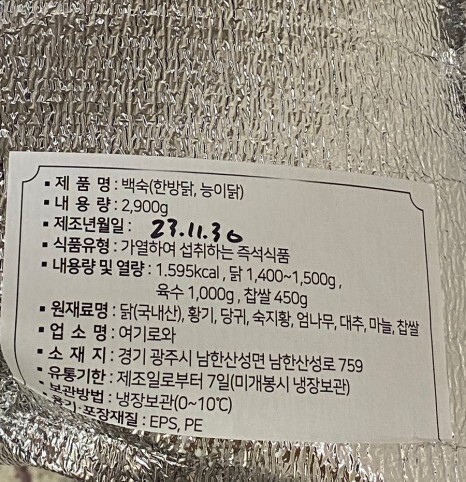 ▪ 제 품 명 : 백숙(한방닭, 능이닭)
▪ 내 용 량 : 2,900g
▪ 제조년월일 : 23.11.30
▪ 식품유형 : 가열하여 섭취하는 즉석식품
▪ 내용량 및 열량 : 1.595kcal , 닭 1,400~1,500g ,
육수 1,000g , 찹쌀 450g
▪ 원재료명 : 닭(국내산), 황기, 당귀, 숙지황, 엄나무, 대추, 마늘, 찹쌀
▪ 업 소 명 : 여기로와
▪ 소 재 지 : 경기 광주시 남한산성면 남한산성로 759
▪ 유통기한 : 제조일로부터 7일(미개봉시 냉장보관)
▪ 보관방법 : 냉장보관(0~10℃)
▪ 용기·포장재질 : EPS, PE